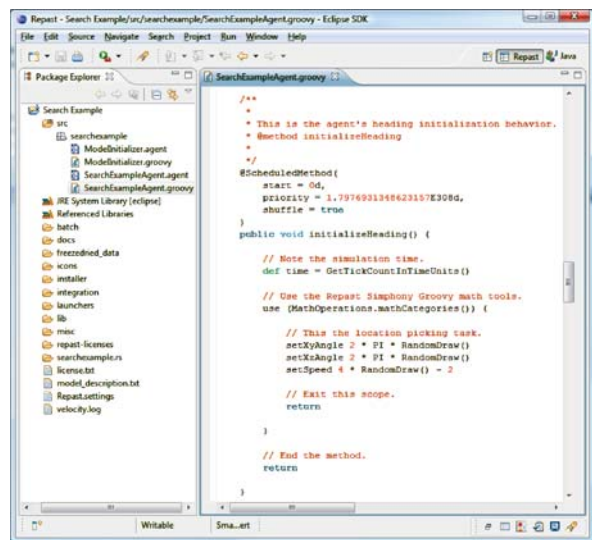 Repast - Search Example/src/searchexample/SearchExampleAgent.groovy - Eclipse SDK
File Edit Source Navigate Search Project Run Window Help
Repast Java
Package Explorer
SearchExampleAgent.groovy
Search Example
src
searchexample
ModelInitializer.agent
ModelInitializer.groovy
SearchExampleAgent.agent
SearchExampleAgent.groovy
JRE System Library [eclipse]
Referenced Libraries
batch
docs
freezedried_data
icons
installer
integration
launchers
lib
misc
repast-licenses
searchexample.rs
license.txt
model_description.txt
Repast.settings
velocity.log
/**
*
* This is the agent's heading initialization behavior.
* @method initializeHeading
*
*/
@ScheduledMethod(
start = 0d,
priority = 1.7976931348623157E308d,
shuffle = true
)
public void initializeHeading() {
// Note the simulation time.
def time = GetTickCountInTimeUnits()
// Use the Repast Simphony Groovy math tools.
use (MathOperations.mathCategories()) {
// This the location picking task.
setXyAngle 2 * PI * RandomDraw()
setXzAngle 2 * PI * RandomDraw()
setSpeed 4 * RandomDraw() - 2
// Exit this scope.
return
}
// End the method.
return
}
Writable
Sma...ert